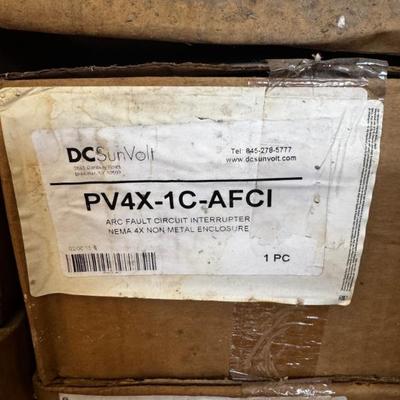 DCSunVolt
Tel: 845-278-5777
www.dcsunvolt.com
PV4X-1C-AFCI
ARC FAULT CIRCUIT INTERRUPTER
NEMA 4X NON METAL ENCLOSURE
1 PC